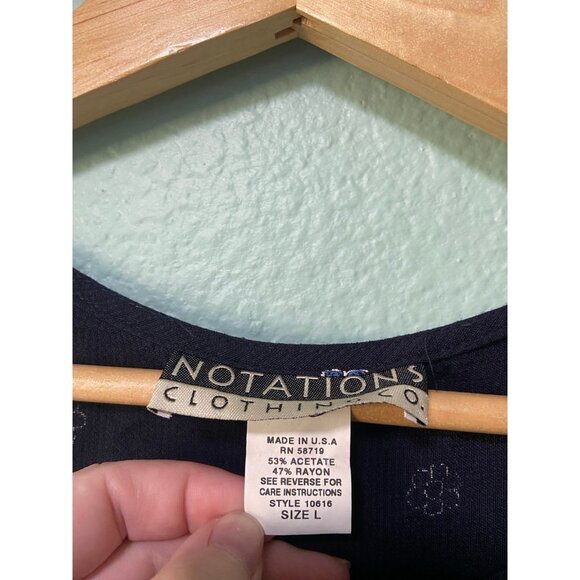 NOTATIONS
CLOTHING CO.
MADE IN U.S.A
RN 58719
53% ACETATE
47% RAYON
SEE REVERSE FOR
CARE INSTRUCTIONS
STYLE 10616
SIZE L